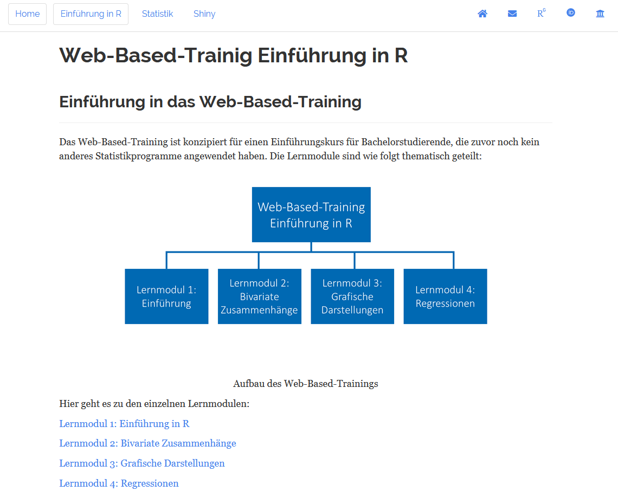 Home Einführung in R Statistik Shiny
Web-Based-Trainig Einführung in R
Einführung in das Web-Based-Training
Das Web-Based-Training ist konzipiert für einen Einführungskurs für Bachelorstudierende, die zuvor noch kein
anderes Statistikprogramme angewendet haben. Die Lernmodule sind wie folgt thematisch geteilt:
Web-Based-Training
Einführung in R
Lernmodul 1:
Einführung
Lernmodul 2:
Bivariate
Zusammenhänge
Lernmodul 3:
Grafische
Darstellungen
Lernmodul 4:
Regressionen
Aufbau des Web-Based-Trainings
Hier geht es zu den einzelnen Lernmodulen:
Lernmodul 1: Einführung in R
Lernmodul 2: Bivariate Zusammenhänge
Lernmodul 3: Grafische Darstellungen
Lernmodul 4: Regressionen